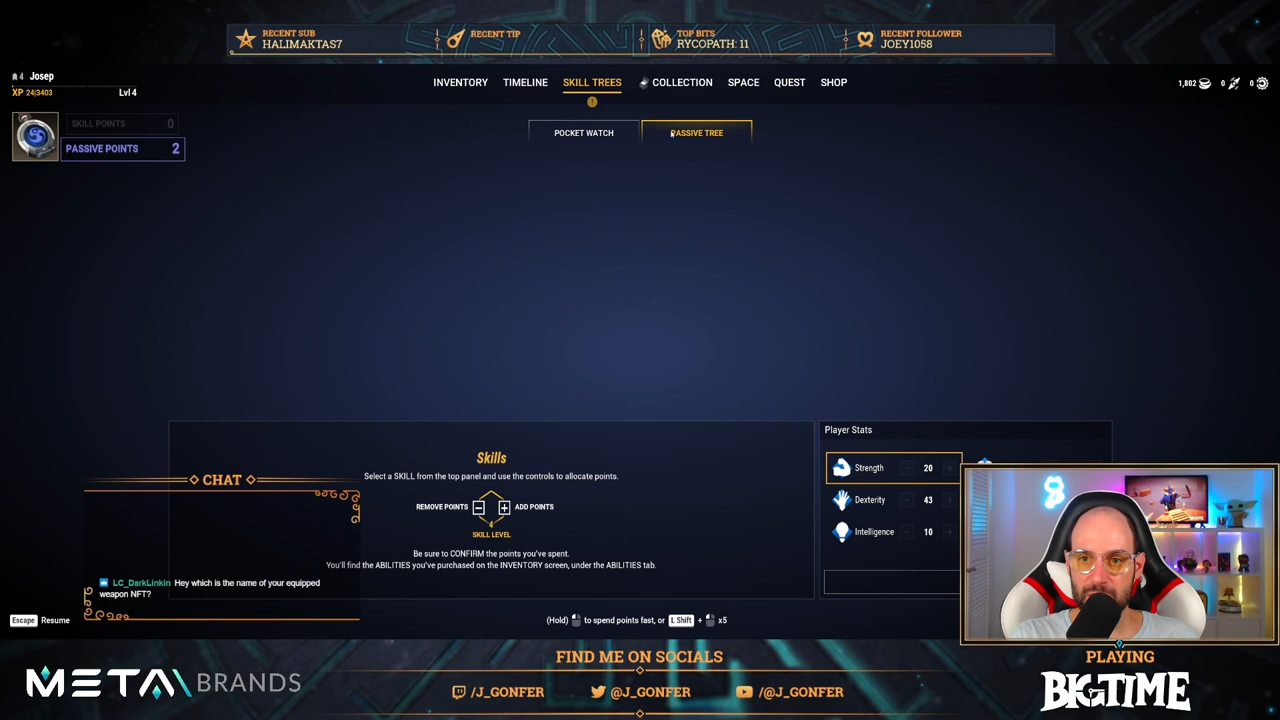 RECENT SUB
HALIMAKTAS7
RECENT TIP
TOP BITS
RYCOPATH: 11
RECENT FOLLOWER
JOEY1058
4 Josep
XP 24|3403
Lvl 4
INVENTORY
TIMELINE
SKILL TREES
COLLECTION
SPACE
QUEST
SHOP
1,802
0
0
SKILL POINTS 0
PASSIVE POINTS 2
POCKET WATCH
PASSIVE TREE
Skills
Select a SKILL from the top panel and use the controls to allocate points.
REMOVE POINTS
ADD POINTS
4
SKILL LEVEL
Be sure to CONFIRM the points you've spent.
You'll find the ABILITIES you've purchased on the INVENTORY screen, under the ABILITIES tab.
Player Stats
Strength - 20 +
Dexterity - 43 +
Intelligence - 10 +
CHAT
LC_DarkLinkin Hey which is the name of your equipped
weapon NFT?
Escape Resume
(Hold) to spend points fast, or L Shift + x5
META BRANDS
FIND ME ON SOCIALS
/J_GONFER
@J_GONFER
/@J_GONFER
PLAYING
BIGTIME